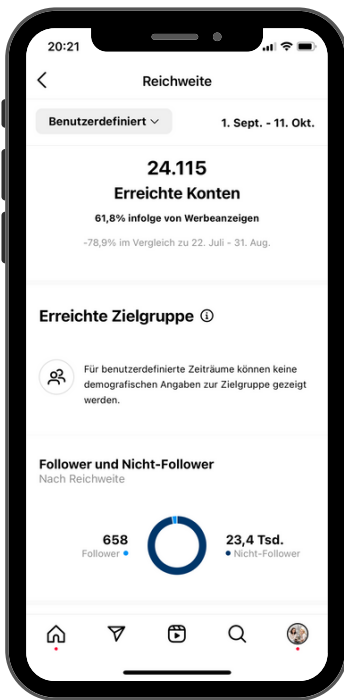 20:21
Reichweite
Benutzerdefiniert
1. Sept. - 11. Okt.
24.115
Erreichte Konten
61,8% infolge von Werbeanzeigen
-78,9% im Vergleich zu 22. Juli - 31. Aug.
Erreichte Zielgruppe
Für benutzerdefinierte Zeiträume können keine
demografischen Angaben zur Zielgruppe gezeigt
werden.
Follower und Nicht-Follower
Nach Reichweite
658
Follower
23,4 Tsd.
Nicht-Follower